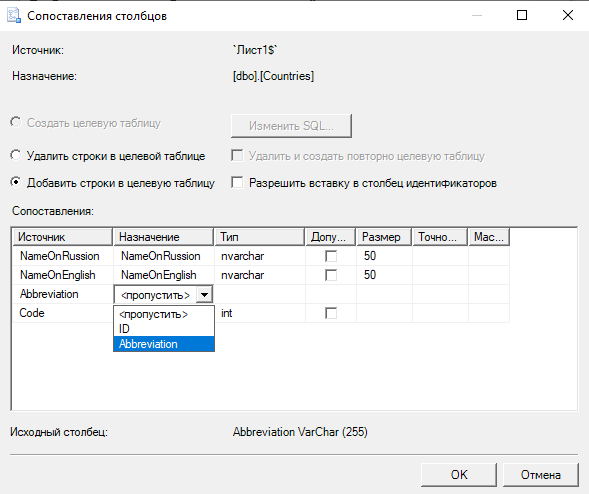 Сопоставления столбцов
Источник: `Лист1$`
Назначение: [dbo].[Countries]
Создать целевую таблицу Изменить SQL...
Удалить строки в целевой таблице Удалить и создать повторно целевую таблицу
Добавить строки в целевую таблицу Разрешить вставку в столбец идентификаторов
Сопоставления:
Источник Назначение Тип Допу... Размер Точно... Мас...
NameOnRussion NameOnRussion nvarchar 50
NameOnEnglish NameOnEnglish nvarchar 50
Abbreviation <пропустить>
Code <пропустить> int
ID
Abbreviation
Исходный столбец: Abbreviation VarChar (255)
OK Отмена